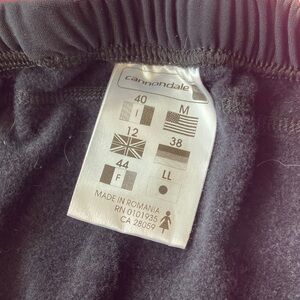 cannondale
40 M
I
12 38
44 LL
F
MADE IN ROMANIA
RN 0101935
CA 28059